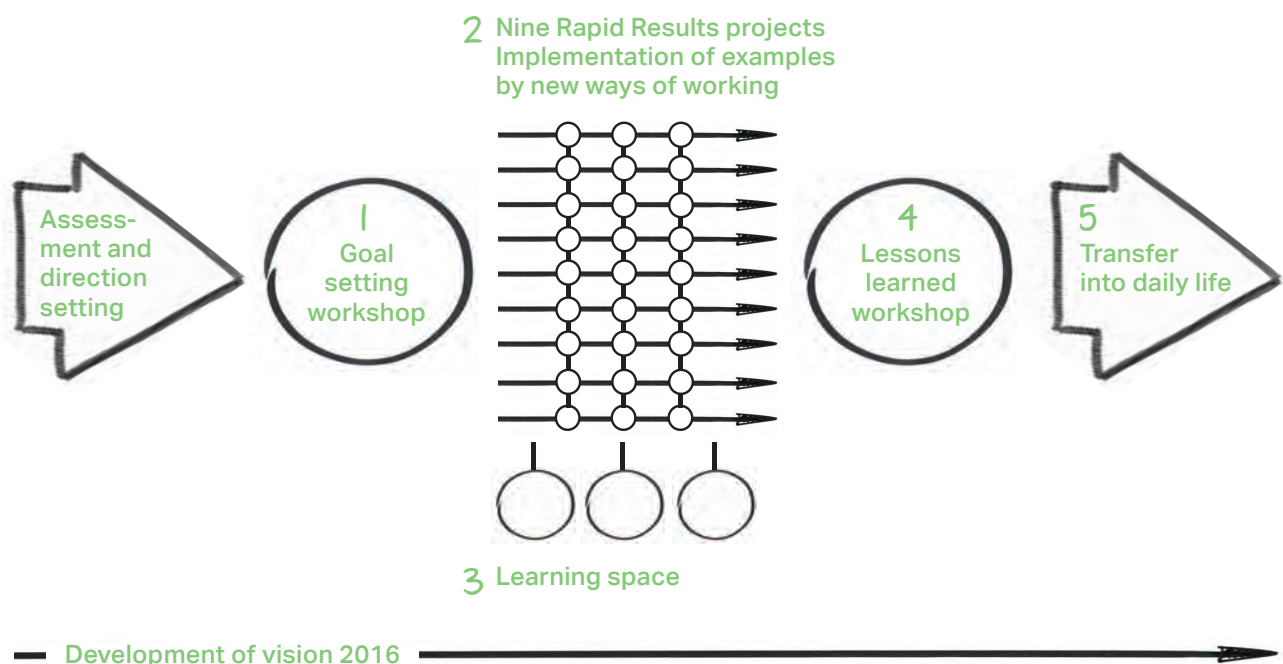 2 Nine Rapid Results projects
Implementation of examples
by new ways of working
Assess-
ment and
direction
setting
1
Goal
setting
workshop
4
Lessons
learned
workshop
5
Transfer
into daily life
3 Learning space
Development of vision 2016